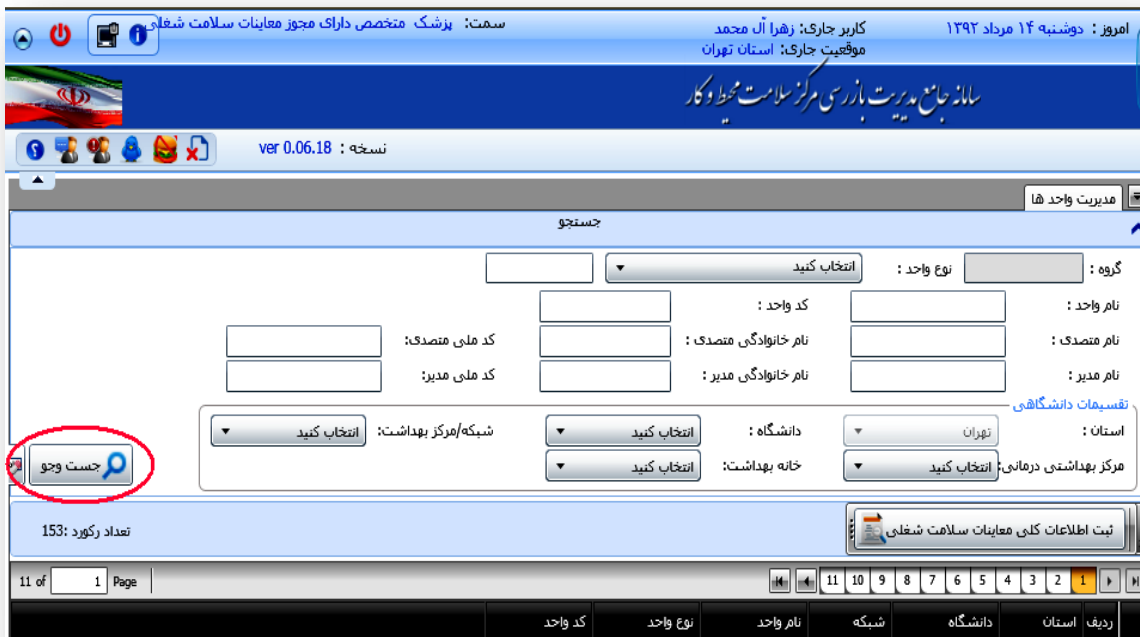 امروز : دوشنبه ۱۴ مرداد ۱۳۹۲
کاربر جاری: زهرا آل محمد
سمت: پزشک متخصص دارای مجوز معاینات سلامت شغلی
موقعیت جاری: استان تهران
سامانه جامع مدیریت بازرسی مرکز سلامت محیط و کار
نسخه : ver 0.06.18
مدیریت واحد ها
جستجو
گروه : نوع واحد : انتخاب کنید
نام واحد : کد واحد :
نام متصدی : نام خانوادگی متصدی : کد ملی متصدی:
نام مدیر : نام خانوادگی مدیر : کد ملی مدیر:
تقسیمات دانشگاهی
استان : تهران دانشگاه : انتخاب کنید شبکه/مرکز بهداشت: انتخاب کنید
مرکز بهداشتی درمانی: انتخاب کنید خانه بهداشت: انتخاب کنید
جست وجو
ثبت اطلاعات کلی معاینات سلامت شغلی
تعداد رکورد :153
11 of 1 Page 11 10 9 8 7 6 5 4 3 2 1
ردیف استان دانشگاه شبکه نام واحد نوع واحد کد واحد